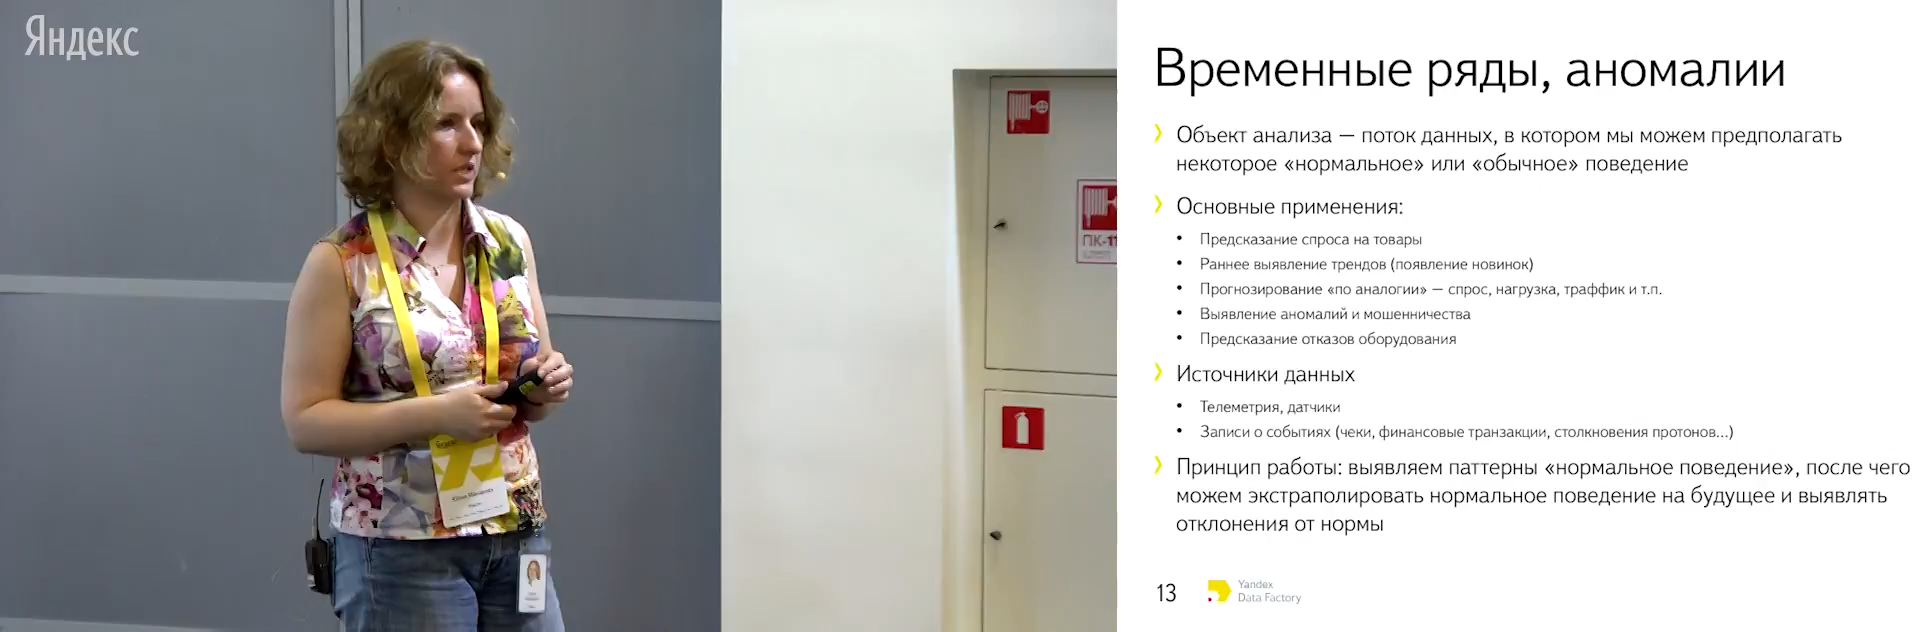 Яндекс
ПК-11
Временные ряды, аномалии
Объект анализа — поток данных, в котором мы можем предполагать
некоторое «нормальное» или «обычное» поведение
Основные применения:
Предсказание спроса на товары
Раннее выявление трендов (появление новинок)
Прогнозирование «по аналогии» — спрос, нагрузка, траффик и т.п.
Выявление аномалий и мошенничества
Предсказание отказов оборудования
Источники данных
Телеметрия, датчики
Записи о событиях (чеки, финансовые транзакции, столкновения протонов...)
Принцип работы: выявляем паттерны «нормальное поведение», после чего
можем экстраполировать нормальное поведение на будущее и выявлять
отклонения от нормы
13
Yandex
Data Factory